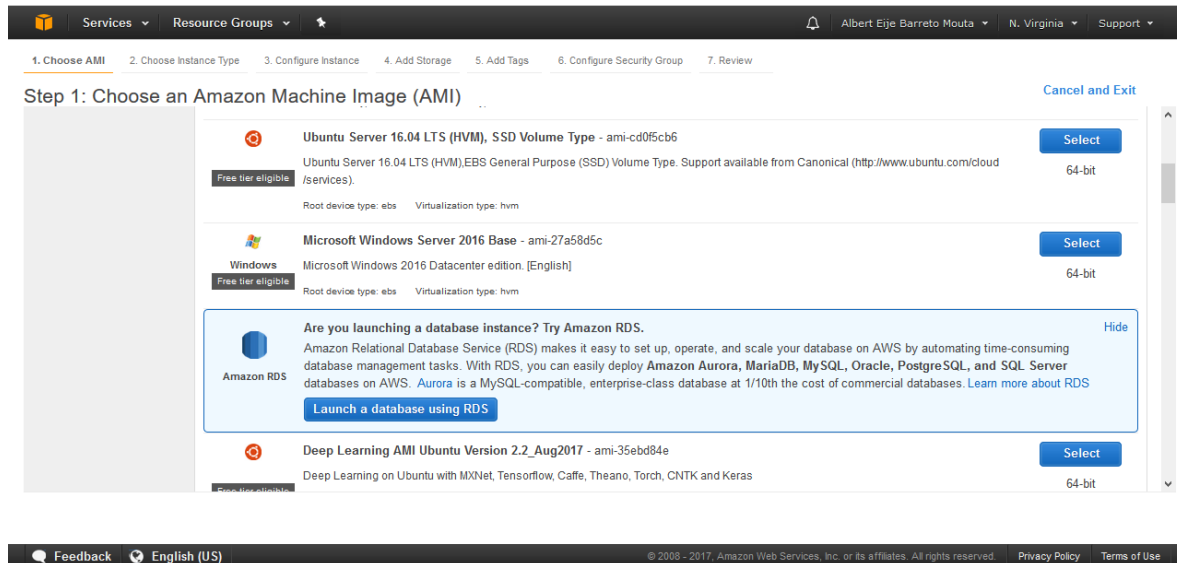 Services Resource Groups Albert Eije Barreto Mouta N. Virginia Support
1. Choose AMI 2. Choose Instance Type 3. Configure Instance 4. Add Storage 5. Add Tags 6. Configure Security Group 7. Review
Step 1: Choose an Amazon Machine Image (AMI)
Cancel and Exit
Ubuntu Server 16.04 LTS (HVM), SSD Volume Type - ami-cd0f5cb6
Select
Free tier eligible
Ubuntu Server 16.04 LTS (HVM),EBS General Purpose (SSD) Volume Type. Support available from Canonical (http://www.ubuntu.com/cloud
/services).
64-bit
Root device type: ebs Virtualization type: hvm
Microsoft Windows Server 2016 Base - ami-27a58d5c
Select
Windows
Free tier eligible
Microsoft Windows 2016 Datacenter edition. [English]
64-bit
Root device type: ebs Virtualization type: hvm
Are you launching a database instance? Try Amazon RDS.
Hide
Amazon RDS
Amazon Relational Database Service (RDS) makes it easy to set up, operate, and scale your database on AWS by automating time-consuming
database management tasks. With RDS, you can easily deploy Amazon Aurora, MariaDB, MySQL, Oracle, PostgreSQL, and SQL Server
databases on AWS. Aurora is a MySQL-compatible, enterprise-class database at 1/10th the cost of commercial databases. Learn more about RDS
Launch a database using RDS
Deep Learning AMI Ubuntu Version 2.2_Aug2017 - ami-35ebd84e
Select
Free tier eligible
Deep Learning on Ubuntu with MXNet, Tensorflow, Caffe, Theano, Torch, CNTK and Keras
64-bit
Feedback English (US) © 2008 - 2017, Amazon Web Services, Inc. or its affiliates. All rights reserved. Privacy Policy Terms of Use